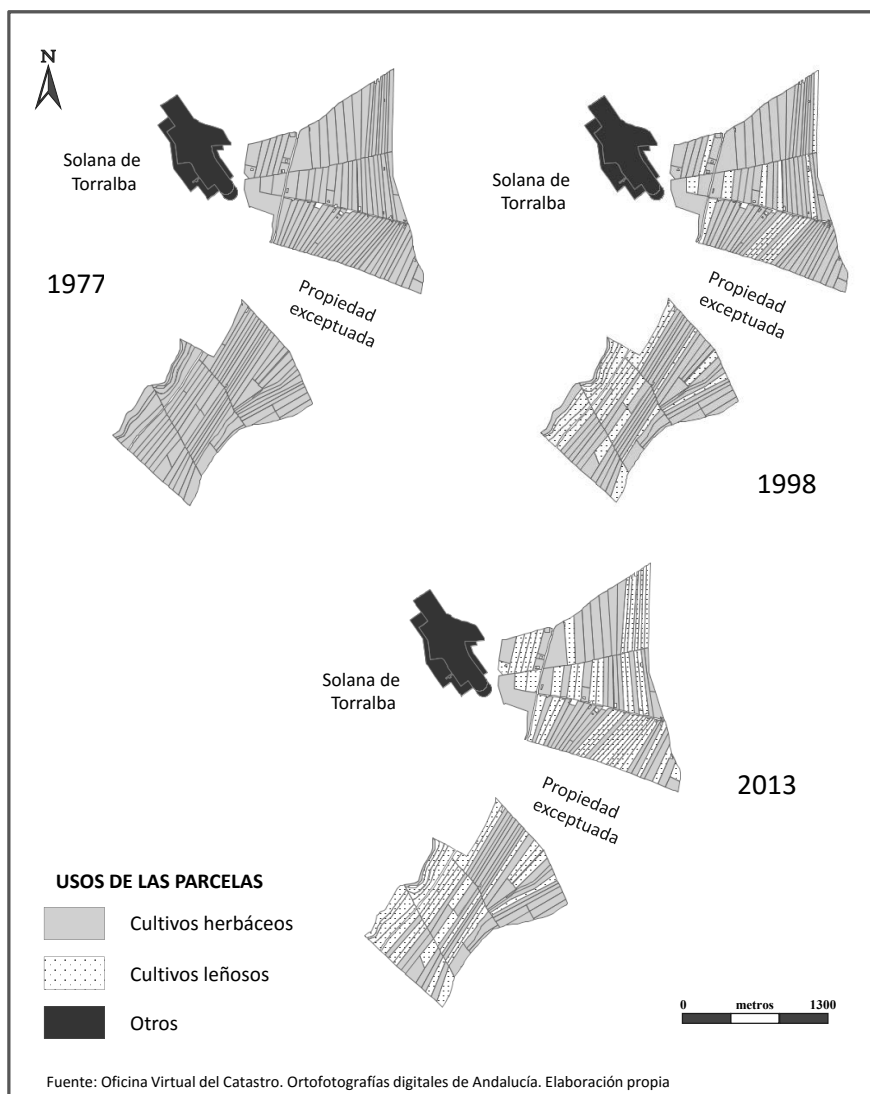 N
Solana de
Torralba
1977
Propiedad
exceptuada
Solana de
Torralba
Propiedad
exceptuada
1998
Solana de
Torralba
Propiedad
exceptuada
2013
USOS DE LAS PARCELAS
Cultivos herbáceos
Cultivos leñosos
Otros
0 metros 1300
Fuente: Oficina Virtual del Catastro. Ortofotografías digitales de Andalucía. Elaboración propia